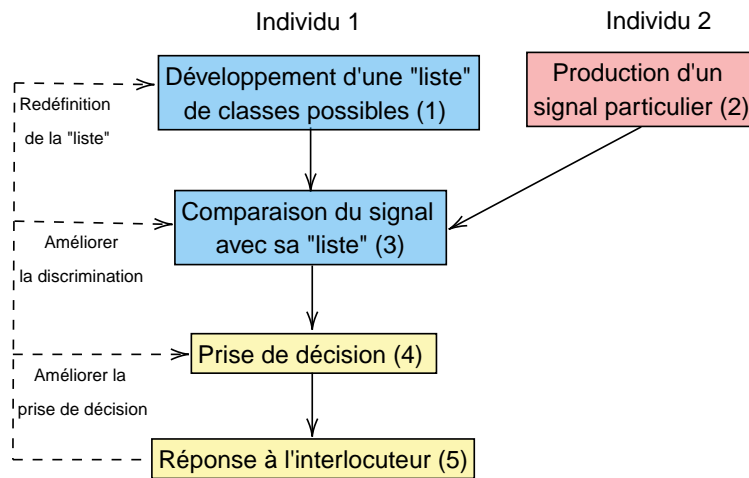 Individu 1
Individu 2
Développement d'une "liste"
de classes possibles (1)
Production d'un
signal particulier (2)
Redéfinition
de la "liste"
Comparaison du signal
avec sa "liste" (3)
Améliorer
la discrimination
Prise de décision (4)
Améliorer la
prise de décision
Réponse à l'interlocuteur (5)